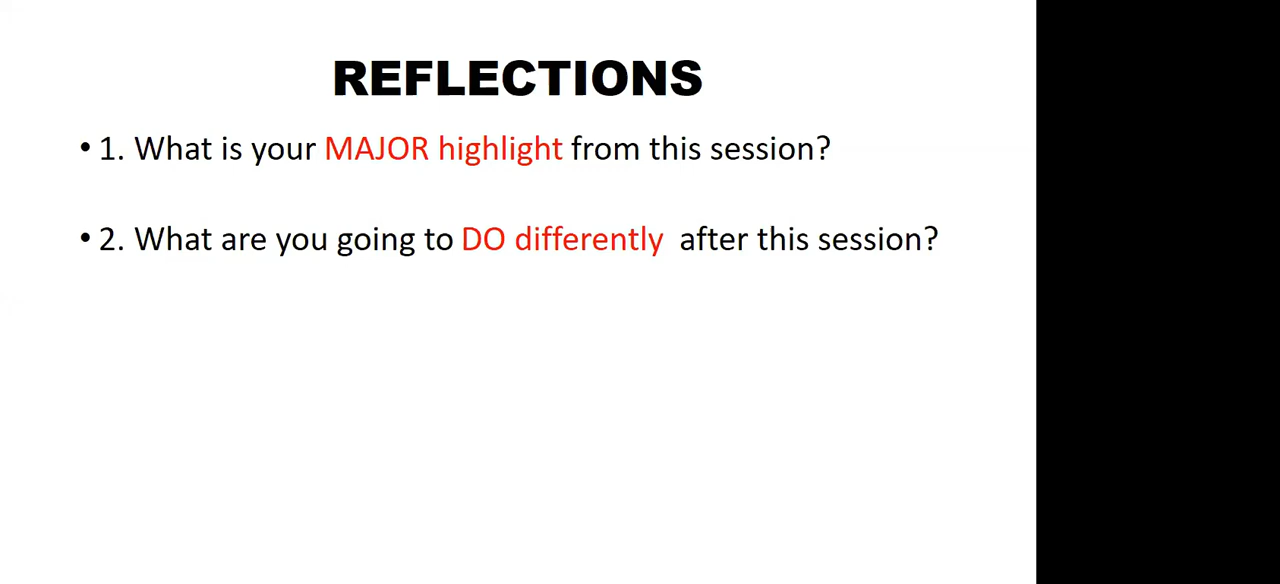 REFLECTIONS
• 1. What is your MAJOR highlight from this session?
• 2. What are you going to DO differently after this session?